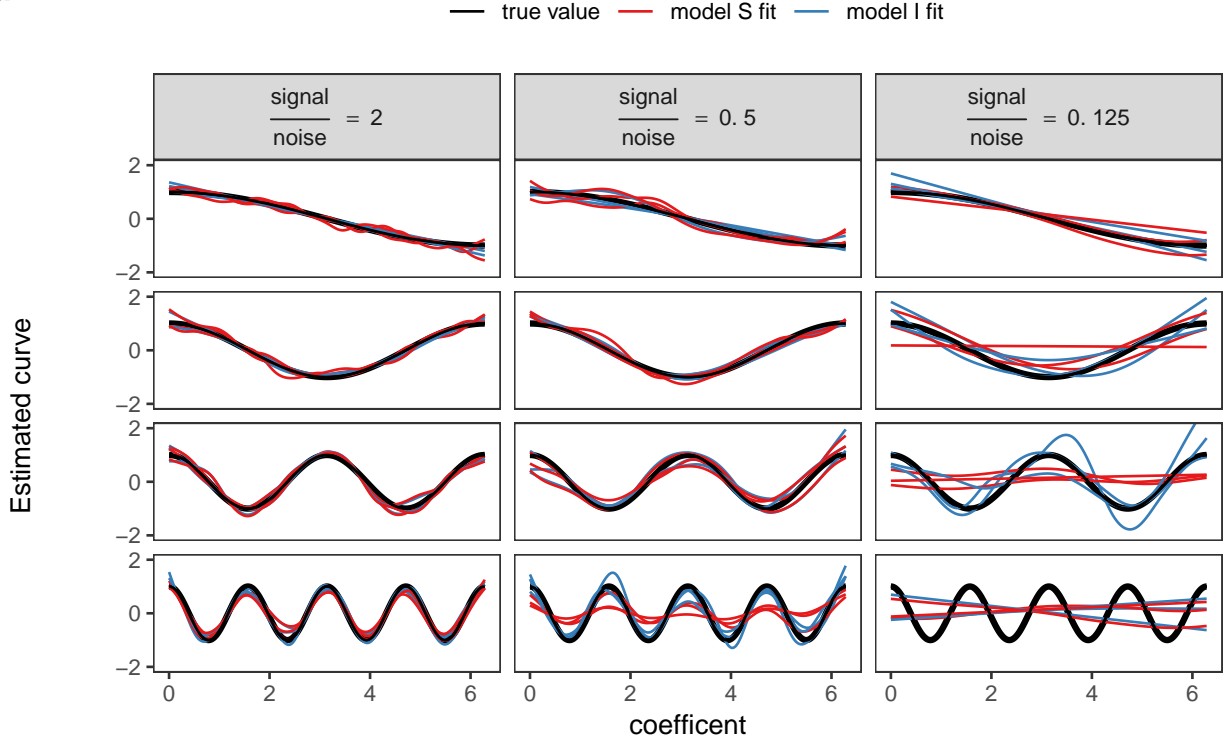 true value model S fit model I fit
signal signal signal
= 2 = 0. 5 = 0. 125
noise noise noise
2
0
−2
2
0
−2
Estimated curve
2
0
−2
2
0
−2
0 2 4 6 0 2 4 6 0 2 4 6
coefficent